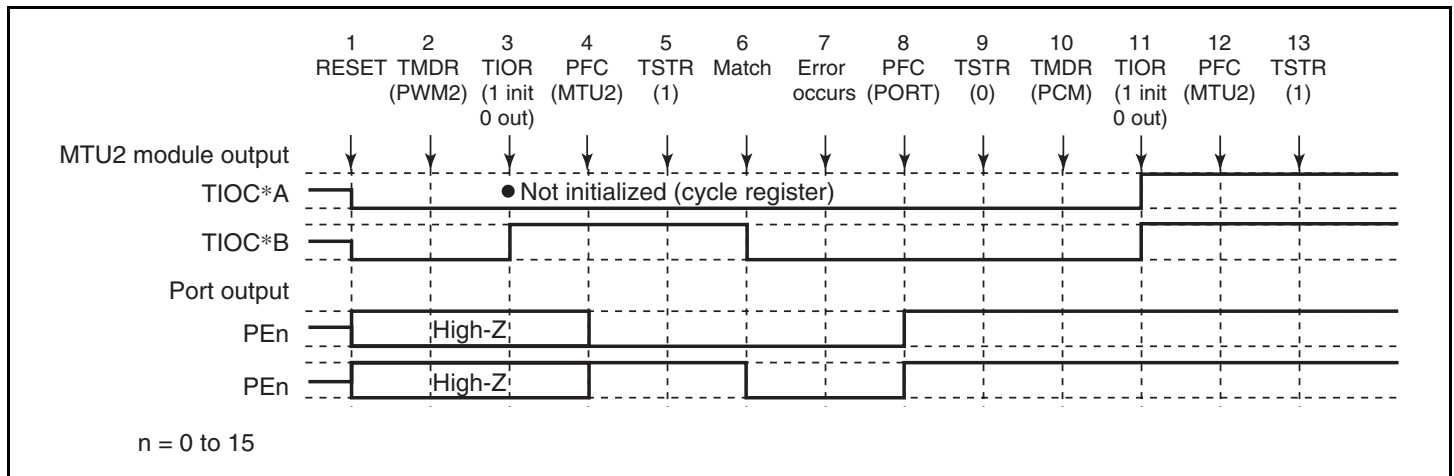 1 2 3 4 5 6 7 8 9 10 11 12 13
RESET TMDR TIOR PFC TSTR Match Error PFC TSTR TMDR TIOR PFC TSTR
(PWM2) (1 init (MTU2) (1) occurs (PORT) (0) (PCM) (1 init (MTU2) (1)
0 out) 0 out)
MTU2 module output
TIOC*A ● Not initialized (cycle register)
TIOC*B
Port output
PEn High-Z
PEn High-Z
n = 0 to 15